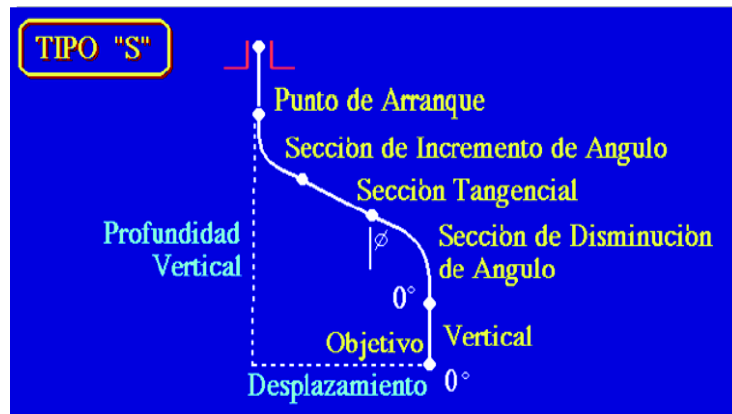 TIPO "S"
Punto de Arranque
Sección de Incremento de Angulo
Sección Tangencial
Profundidad
Vertical
ø
Sección de Disminución
de Angulo
0°
Objetivo
Vertical
Desplazamiento
0°